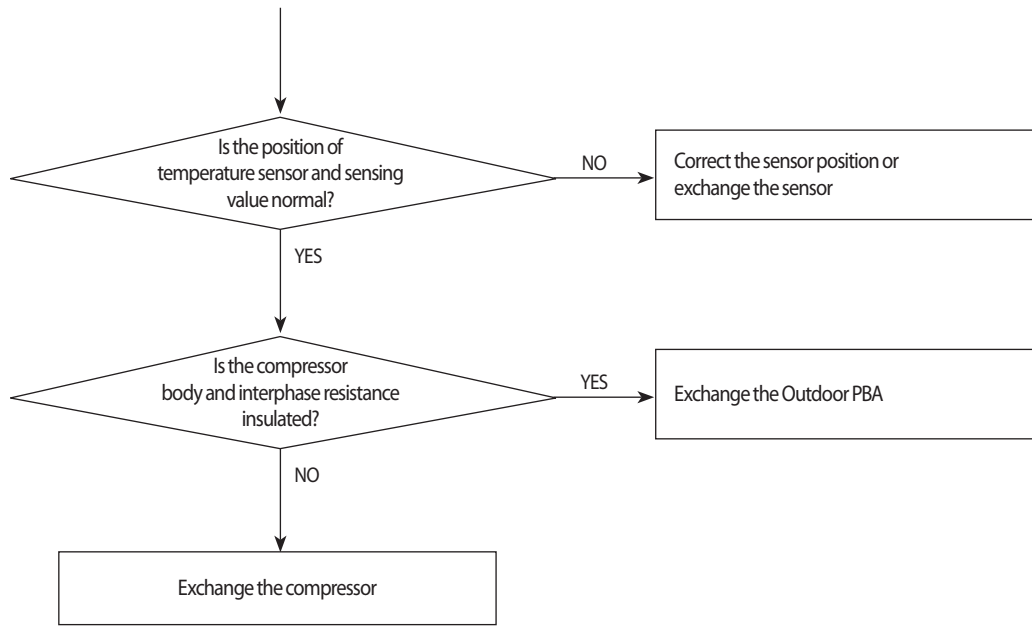 Is the position of
temperature sensor and sensing
value normal?
NO
Correct the sensor position or
exchange the sensor
YES
Is the compressor
body and interphase resistance
insulated?
YES
Exchange the Outdoor PBA
NO
Exchange the compressor